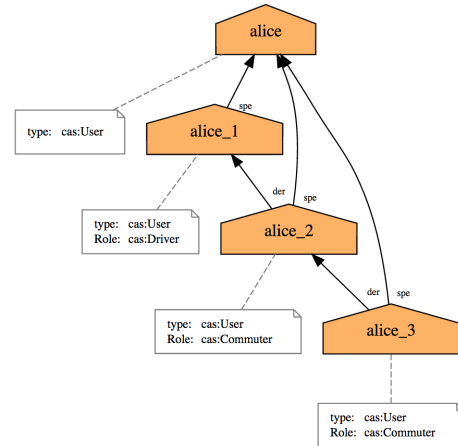 alice
spe
type: cas:User
alice_1
der
spe
type: cas:User
Role: cas:Driver
alice_2
der
spe
type: cas:User
Role: cas:Commuter
alice_3
type: cas:User
Role: cas:Commuter